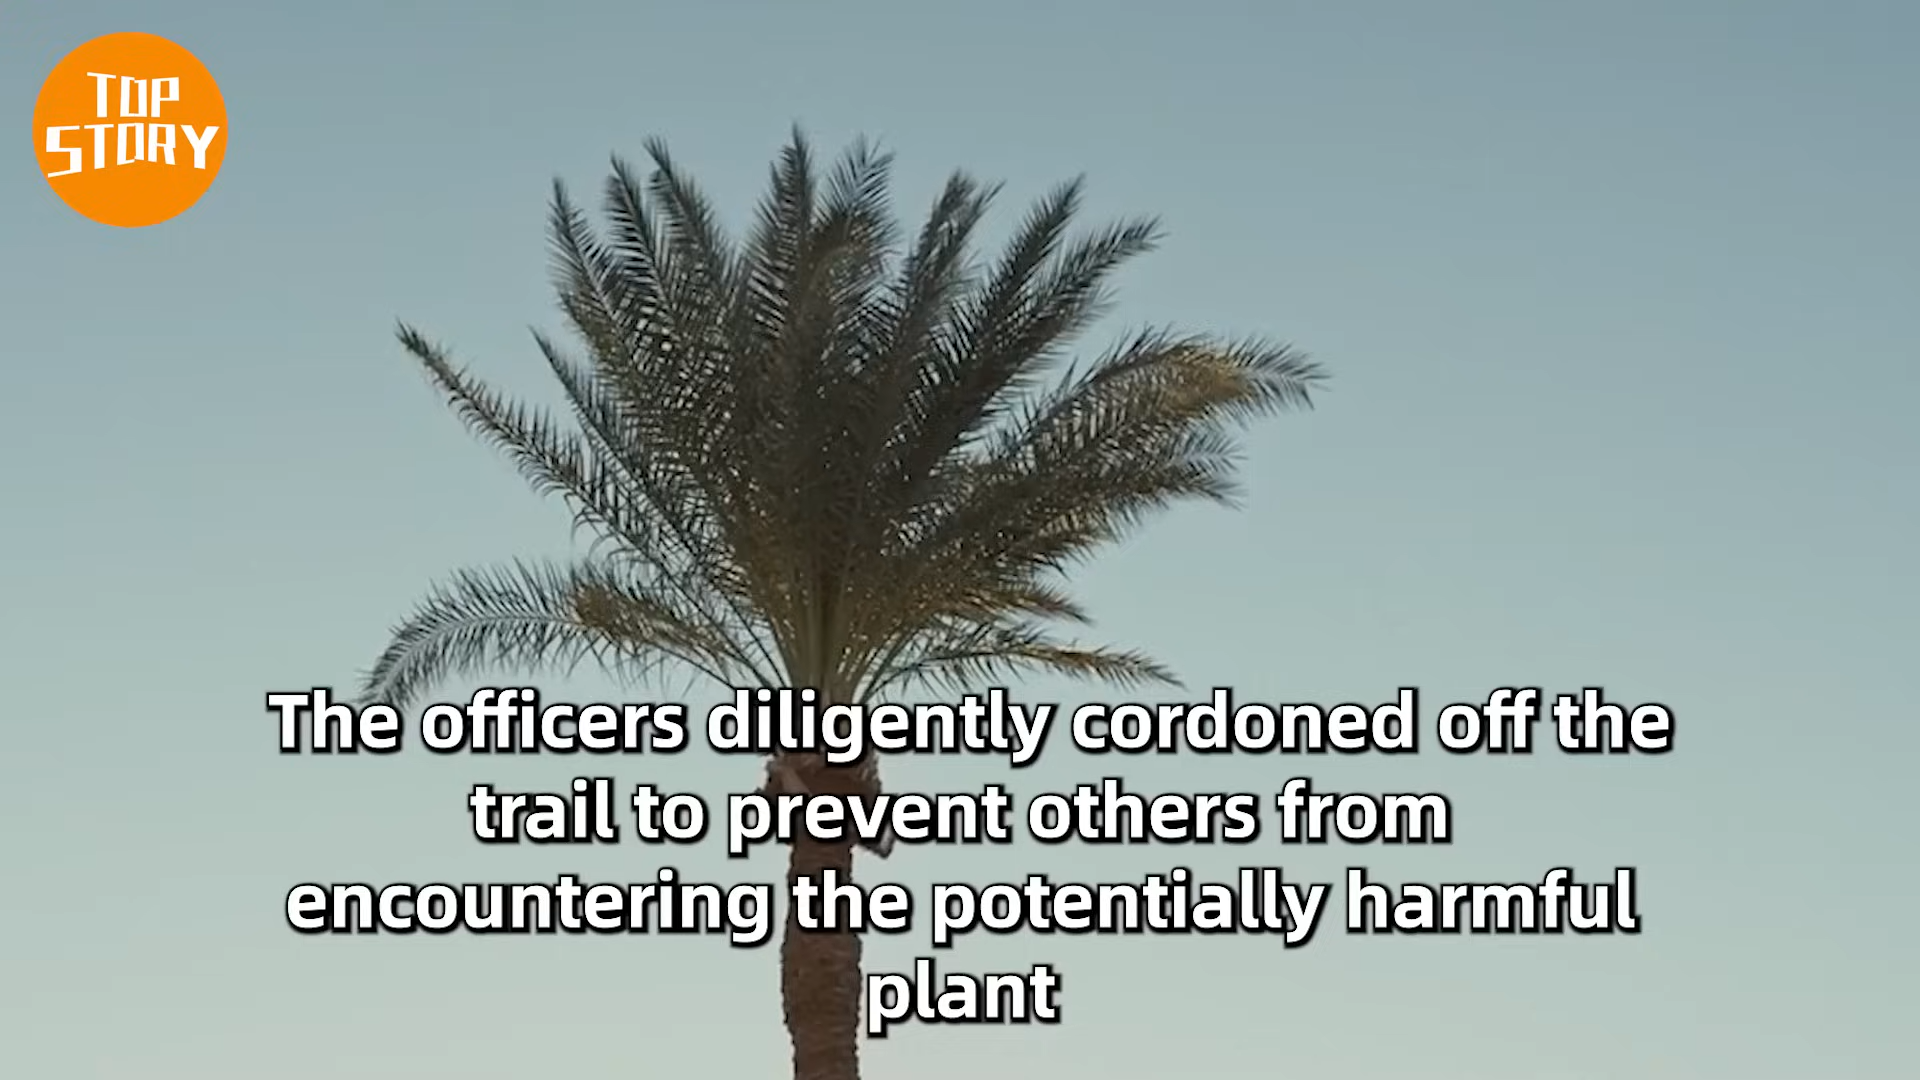 TOP
STORY
The officers diligently cordoned off the
trail to prevent others from
encountering the potentially harmful
plant